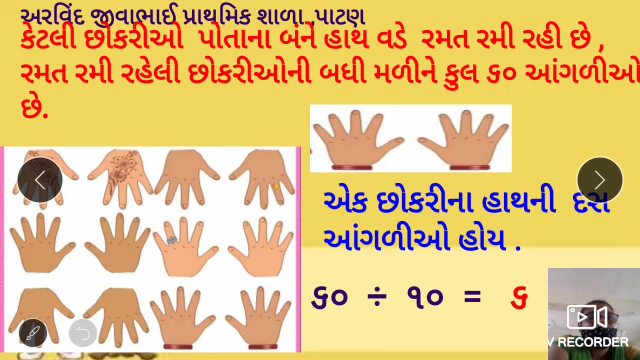 અરવિંદ જીવાભાઈ પ્રાથમિક શાળા, પાટણ
કેટલી છોકરીઓ પોતાના બંને હાથ વડે રમત રમી રહી છે ,
રમત રમી રહેલી છોકરીઓની બધી મળીને કુલ ૬૦ આંગળીઓ
છે.
એક છોકરીના હાથની દસ
આંગળીઓ હોય .
૬૦ ÷ ૧૦ = ૬
V RECORDER